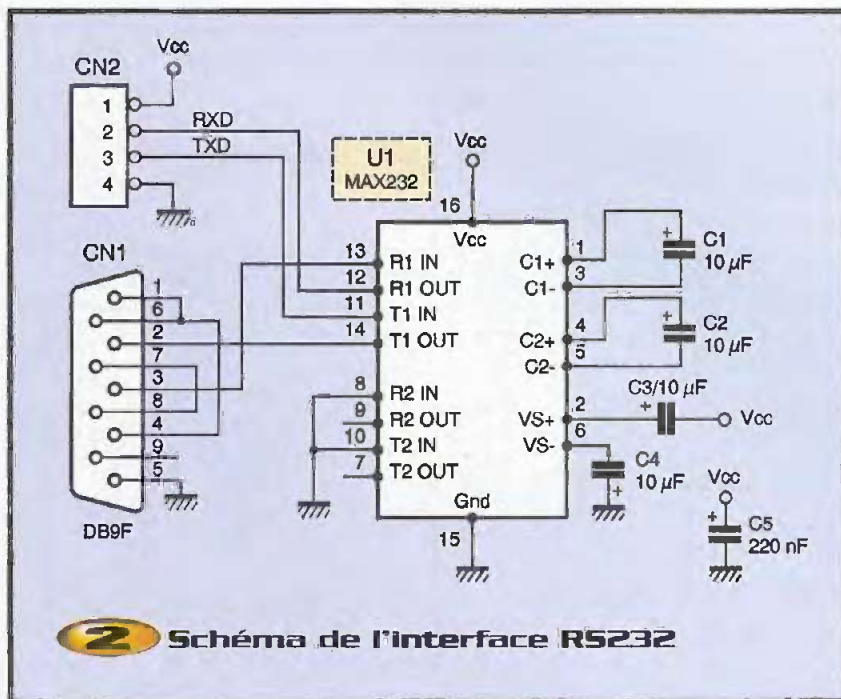 Vcc
CN2
1
2
3
4
RXD
TXD
U1
MAX232
Vcc
16
Vcc
CN1
1
6
2
7
3
8
4
9
5
DB9F
13
12
11
14
8
9
10
7
R1 IN
R1 OUT
T1 IN
T1 OUT
R2 IN
R2 OUT
T2 IN
T2 OUT
C1+
C1-
C2+
C2-
VS+
VS-
Gnd
15
1
3
4
5
2
6
+
C1
10 µF
+
C2
10 µF
C3/10 µF
+
Vcc
C4
10 µF
+
Vcc
+
C5
220 nF
2 Schéma de l'interface RS232